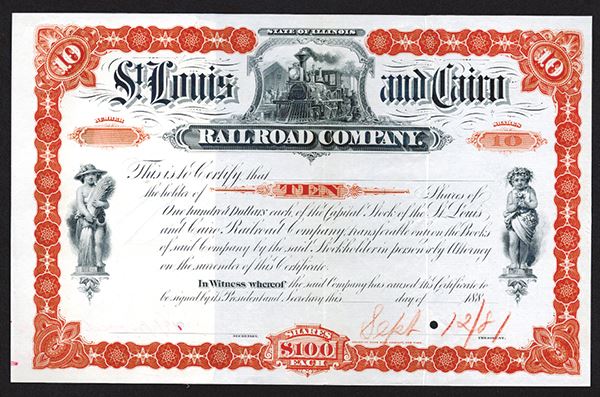 STATE OF ILLINOIS
10 10
St. Louis and Cairo
RAILROAD COMPANY.
NUMBER SHARES
10
This is to Certify that
the holder of TEN Shares of
One hundred Dollars each of the Capital Stock of the St. Louis
and Cairo Railroad Company, transferable only on the Books
of said Company by the said Stockholder in person or by Attorney
on the surrender of this Certificate.
In Witness whereof the said Company has caused this Certificate to
be signed by its President and Secretary this day of 188
Sept 12/81
SECRETARY. PRESIDENT.
SHARES
$100
EACH